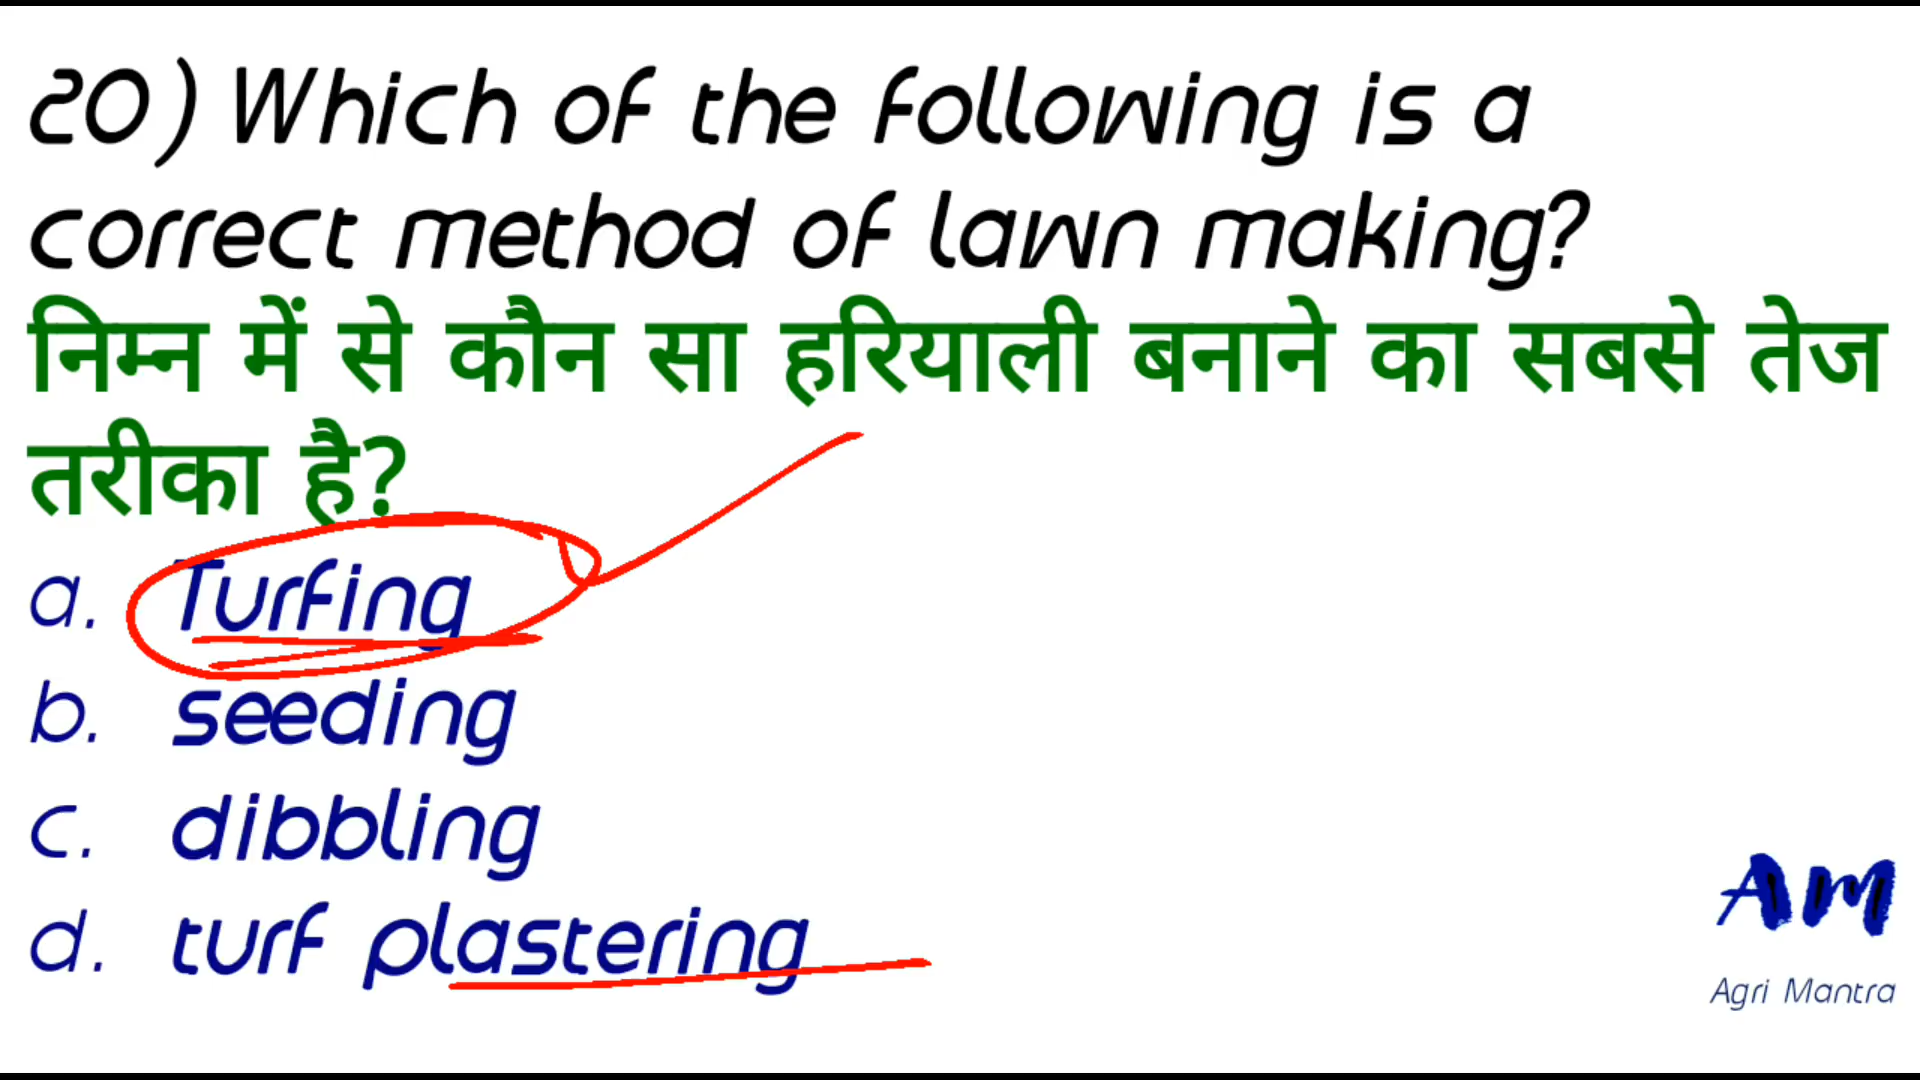 20) Which of the following is a
correct method of lawn making?
निम्न में से कौन सा हरियाली बनाने का सबसे तेज
तरीका है?
a. Turfing
b. seeding
c. dibbling
d. turf plastering
AM
Agri Mantra